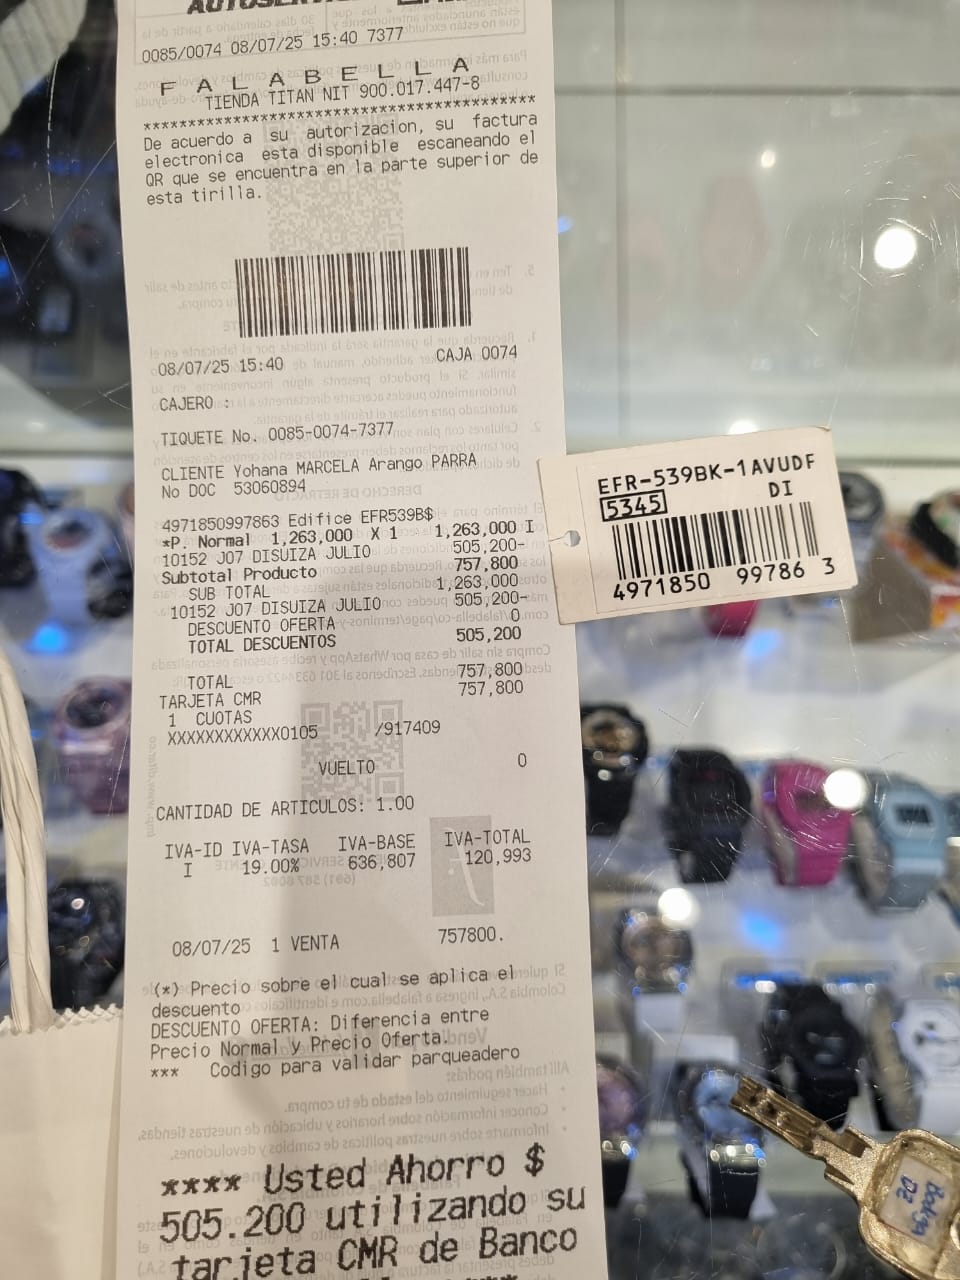 AUTOSERVICIO
0085/0074 08/07/25 15:40 7377
F A L A B E L L A
TIENDA TITAN NIT 900.017.447-8
****************************************
De acuerdo a su autorizacion, su factura
electronica esta disponible escaneando el
QR que se encuentra en la parte superior de
esta tirilla.
08/07/25 15:40 CAJA 0074
CAJERO :
TIQUETE No. 0085-0074-7377
CLIENTE Yohana MARCELA Arango PARRA
No DOC 53060894
4971850997863 Edifice EFR539B$
*P. Normal 1,263,000 X 1 1,263,000 I
10152 J07 DISUIZA JULIO 505,200-
Subtotal Producto 757,800
SUB TOTAL 1,263,000
10152 J07 DISUIZA JULIO 505,200-
DESCUENTO OFERTA 0
TOTAL DESCUENTOS 505,200
TOTAL 757,800
TARJETA CMR 757,800
1 CUOTAS
XXXXXXXXXXXX0105 /917409
VUELTO 0
CANTIDAD DE ARTICULOS: 1.00
IVA-ID IVA-TASA IVA-BASE IVA-TOTAL
I 19.00% 636,807 120,993
08/07/25 1 VENTA 757800.
(*) Precio sobre el cual se aplica el
descuento
DESCUENTO OFERTA: Diferencia entre
Precio Normal y Precio Oferta.
*** Codigo para validar parqueadero
**** Usted Ahorro $
505.200 utilizando su
tarjeta CMR de Banco
EFR-539BK-1AVUDF
5345 DI
4971850 99786 3
Bodega
DZ